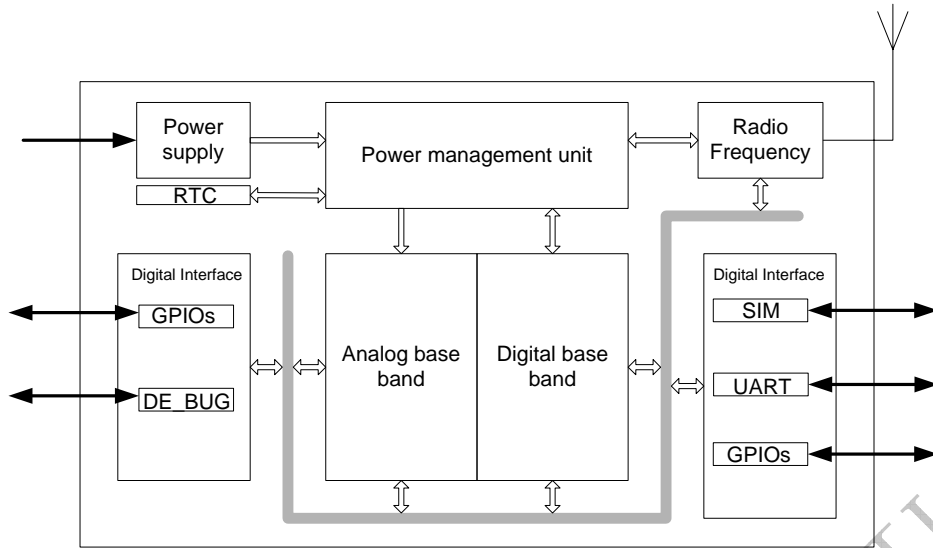 Power
supply
Power management unit
Radio
Frequency
RTC
Digital Interface
GPIOs
DE_BUG
Analog base
band
Digital base
band
Digital Interface
SIM
UART
GPIOs